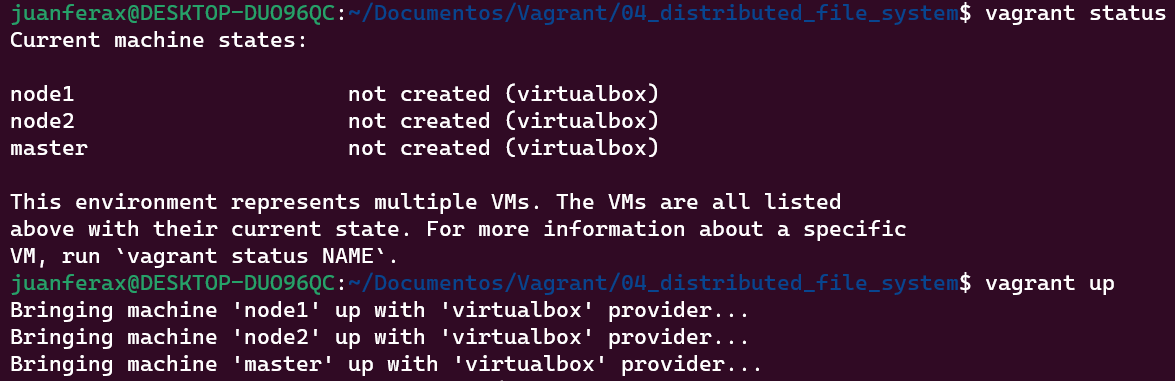 juanferax@DESKTOP-DUO96QC:~/Documentos/Vagrant/04_distributed_file_system$ vagrant status
Current machine states:
node1                     not created (virtualbox)
node2                     not created (virtualbox)
master                    not created (virtualbox)
This environment represents multiple VMs. The VMs are all listed
above with their current state. For more information about a specific
VM, run `vagrant status NAME`.
juanferax@DESKTOP-DUO96QC:~/Documentos/Vagrant/04_distributed_file_system$ vagrant up
Bringing machine 'node1' up with 'virtualbox' provider...
Bringing machine 'node2' up with 'virtualbox' provider...
Bringing machine 'master' up with 'virtualbox' provider...